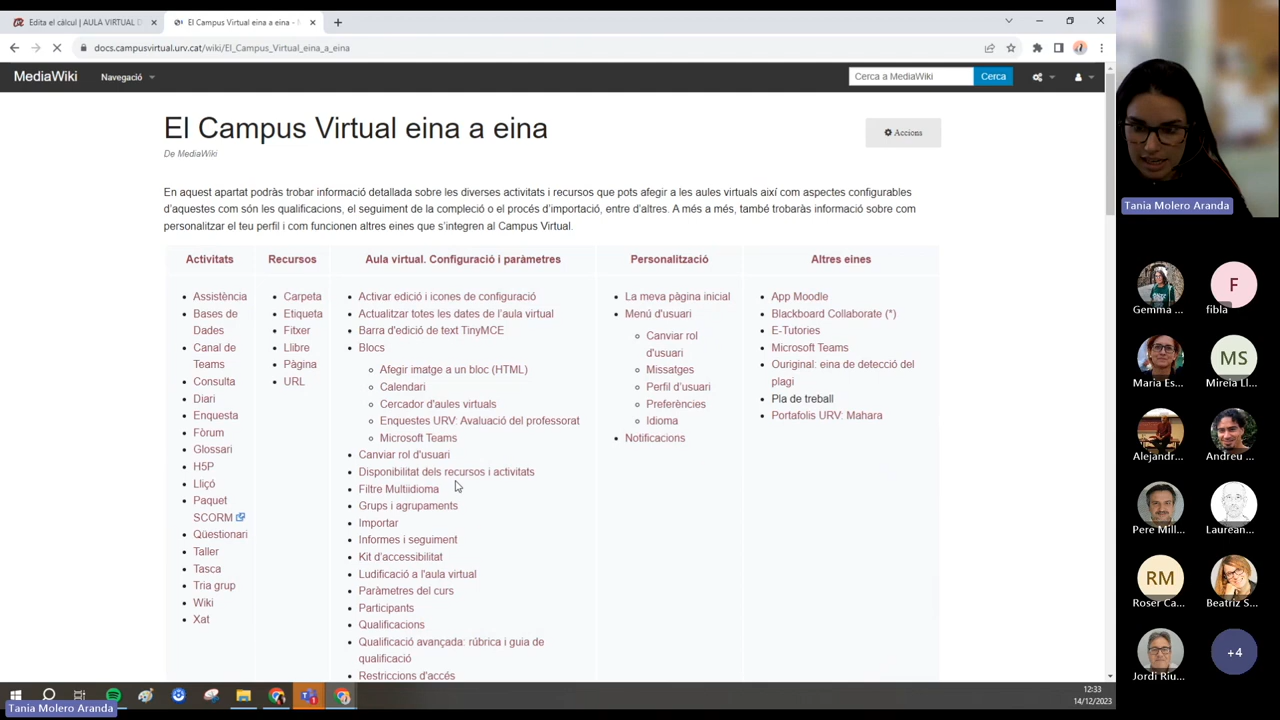 Edita el càlcul | AULA VIRTUAL D
El Campus Virtual eina a eina - M
docs.campusvirtual.urv.cat/wiki/El_Campus_Virtual_eina_a_eina
MediaWiki
Navegació
Cerca a MediaWiki
Cerca
El Campus Virtual eina a eina
Accions
De MediaWiki
En aquest apartat podràs trobar informació detallada sobre les diverses activitats i recursos que pots afegir a les aules virtuals així com aspectes configurables
d'aquestes com són les qualificacions, el seguiment de la compleció o el procés d'importació, entre d'altres. A més a més, també trobaràs informació sobre com
personalitzar el teu perfil i com funcionen altres eines que s'integren al Campus Virtual.
Activitats
Assistència
Bases de
Dades
Canal de
Teams
Consulta
Diari
Enquesta
Fòrum
Glossari
H5P
Lliçó
Paquet
SCORM
Qüestionari
Taller
Tasca
Tria grup
Wiki
Xat
Recursos
Carpeta
Etiqueta
Fitxer
Llibre
Pàgina
URL
Aula virtual. Configuració i paràmetres
Activar edició i icones de configuració
Actualitzar totes les dates de l'aula virtual
Barra d'edició de text TinyMCE
Blocs
Afegir imatge a un bloc (HTML)
Calendari
Cercador d'aules virtuals
Enquestes URV: Avaluació del professorat
Microsoft Teams
Canviar rol d'usuari
Disponibilitat dels recursos i activitats
Filtre Multiidioma
Grups i agrupaments
Importar
Informes i seguiment
Kit d'accessibilitat
Ludificació a l'aula virtual
Paràmetres del curs
Participants
Qualificacions
Qualificació avançada: rúbrica i guia de
qualificació
Restriccions d'accés
Personalització
La meva pàgina inicial
Menú d'usuari
Canviar rol
d'usuari
Missatges
Perfil d'usuari
Preferències
Idioma
Notificacions
Altres eines
App Moodle
Blackboard Collaborate (*)
E-Tutories
Microsoft Teams
Ouriginal: eina de detecció del
plagi
Pla de treball
Portafolis URV: Mahara
12:33
14/12/2023
Tania Molero Aranda
Tania Molero Aranda
Gemma ...
F
fibla
Maria Es...
MS
Mireia Ll...
Alejandr...
Andreu ...
Pere Mill...
Laurean...
RM
Roser Ca...
Beatriz S...
Jordi Riu...
+4